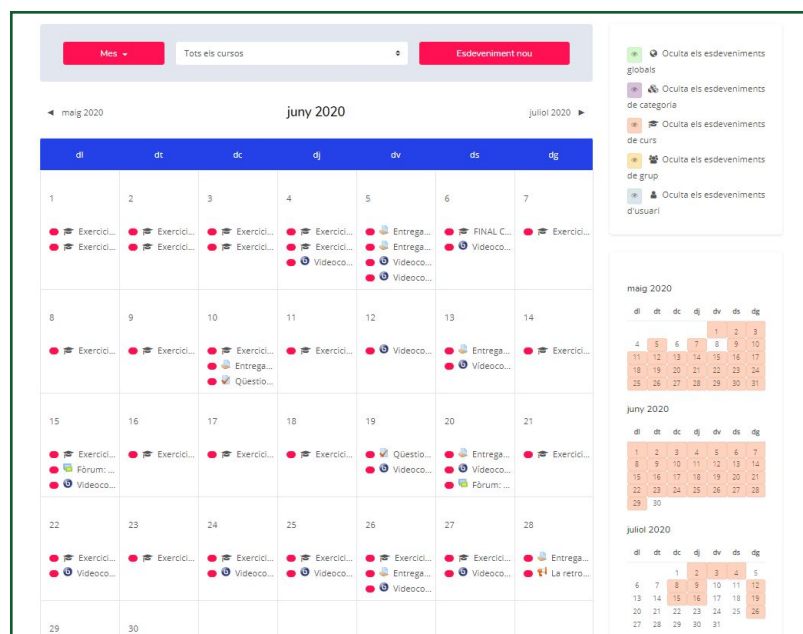 Mes
Tots els cursos
Esdeveniment nou
◄ maig 2020
juny 2020
juliol 2020 ►
dl dt dc dj dv ds dg
1 2 3 4 5 6 7
Exercici... Exercici... Exercici... Exercici... Entrega... FINAL C... Exercici...
Exercici... Exercici... Exercici... Exercici... Entrega... Videoco...
Videoco... Videoco...
Videoco...
8 9 10 11 12 13 14
Exercici... Exercici... Exercici... Exercici... Videoco... Entrega... Exercici...
Entrega... Videoco...
Qüestio...
15 16 17 18 19 20 21
Exercici... Exercici... Exercici... Exercici... Qüestio... Entrega... Exercici...
Fòrum: ... Videoco... Videoco...
Videoco... Fòrum: ...
22 23 24 25 26 27 28
Exercici... Exercici... Exercici... Exercici... Exercici... Exercici... Entrega...
Videoco... Videoco... Videoco... Entrega... Videoco... La retro...
Videoco...
29 30
Oculta els esdeveniments
globals
Oculta els esdeveniments
de categoria
Oculta els esdeveniments
de curs
Oculta els esdeveniments
de grup
Oculta els esdeveniments
d'usuari
maig 2020
dl dt dc dj dv ds dg
1 2 3
4 5 6 7 8 9 10
11 12 13 14 15 16 17
18 19 20 21 22 23 24
25 26 27 28 29 30 31
juny 2020
dl dt dc dj dv ds dg
1 2 3 4 5 6 7
8 9 10 11 12 13 14
15 16 17 18 19 20 21
22 23 24 25 26 27 28
29 30
juliol 2020
dl dt dc dj dv ds dg
1 2 3 4 5
6 7 8 9 10 11 12
13 14 15 16 17 18 19
20 21 22 23 24 25 26
27 28 29 30 31